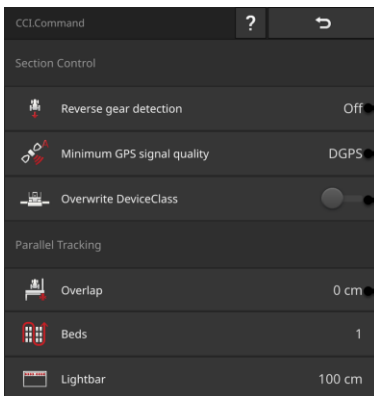 CCI.Command ?
Section Control
Reverse gear detection Off
Minimum GPS signal quality DGPS
Overwrite DeviceClass
Parallel Tracking
Overlap 0 cm
Beds 1
Lightbar 100 cm